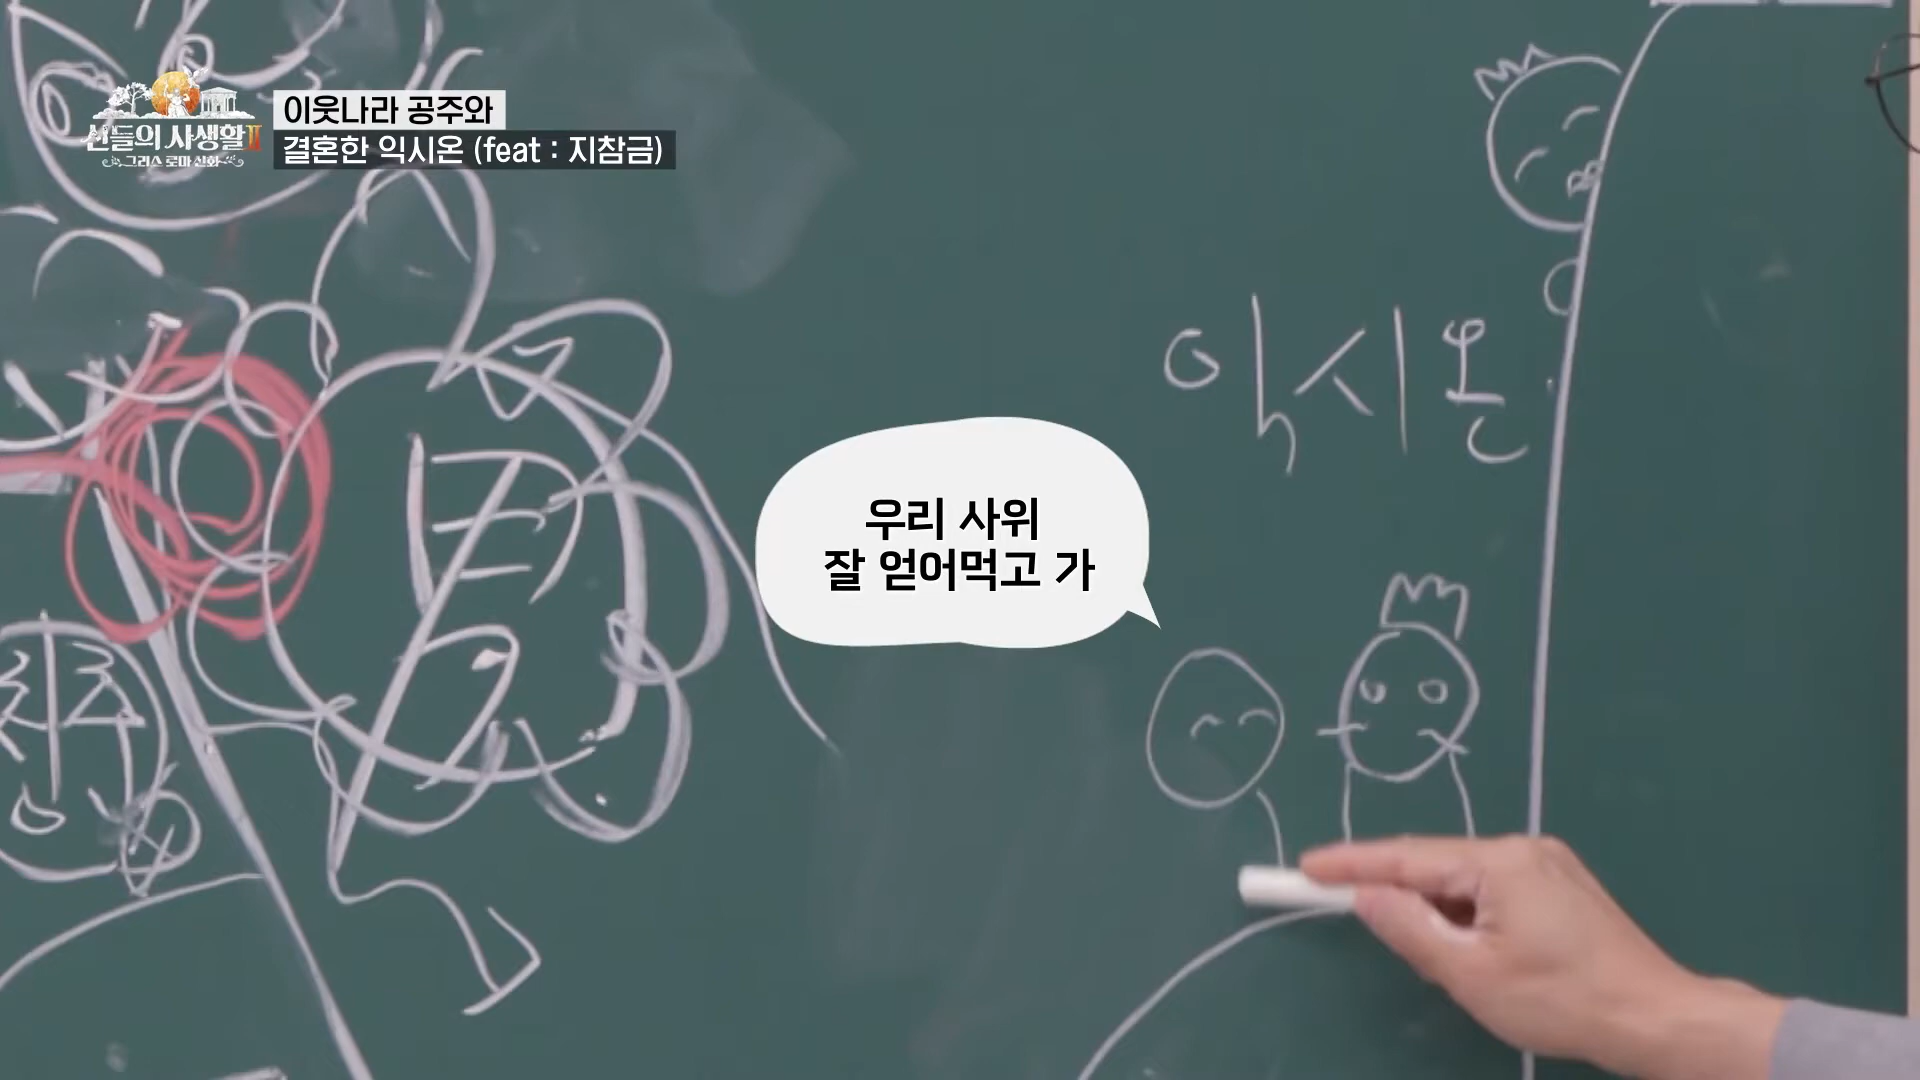 신들의 사생활 II
그리스 로마 신화
이웃나라 공주와
결혼한 익시온 (feat : 지참금)
익시온
우리 사위
잘 얻어먹고 가